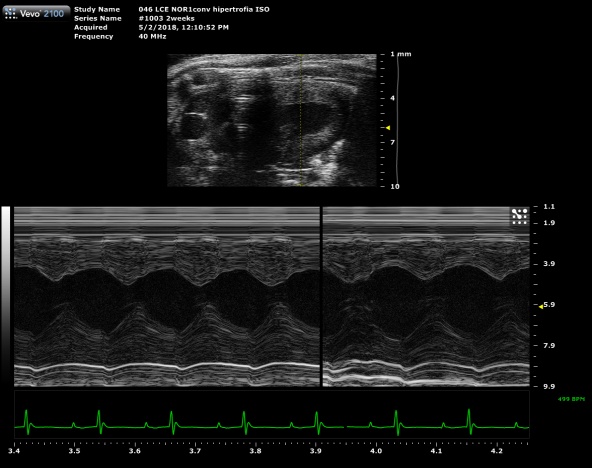 Vevo 2100
Study Name 046 LCE NOR1conv hipertrofia ISO
Series Name #1003 2weeks
Acquired 5/2/2018, 12:10:52 PM
Frequency 40 MHz
1 mm
4
7
10
1.1
1.9
3.9
5.9
7.9
9.9
499 BPM
3.4 3.5 3.6 3.7 3.8 3.9 4.0 4.1 4.2